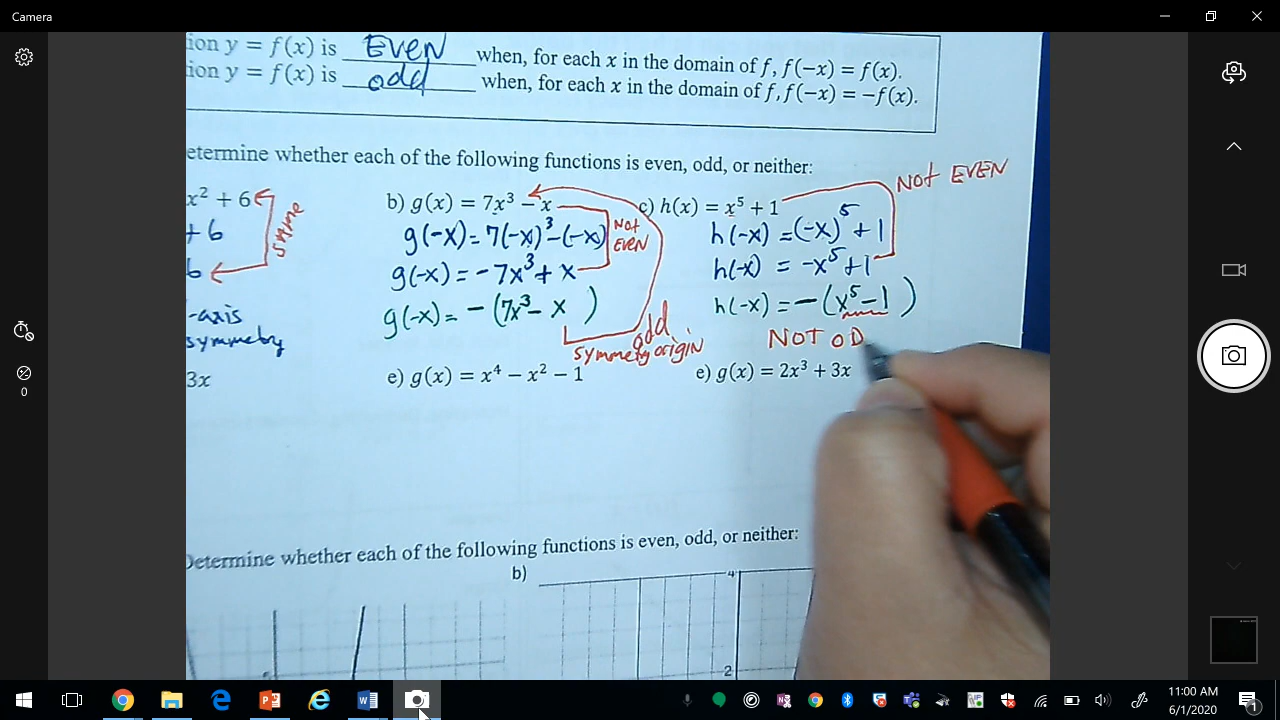 Camera
ion y = f(x) is EVEN when, for each x in the domain of f, f(−x) = f(x).
ion y = f(x) is odd when, for each x in the domain of f, f(−x) = −f(x).
etermine whether each of the following functions is even, odd, or neither:
x² + 6
+ 6
6
same
-axis
symmetry
3x
b) g(x) = 7x³ − x
g(-x) = 7(-x)³ - (-x)
g(-x) = -7x³ + x
Not
EVEN
g(-x) = - (7x³ - x )
odd
symmetry origin
c) h(x) = x⁵ + 1
Not EVEN
h(-x) = (-x)⁵ + 1
h(-x) = -x⁵ + 1
h(-x) = - (x⁵ - 1 )
NOT OD
e) g(x) = x⁴ − x² − 1
e) g(x) = 2x³ + 3x
Determine whether each of the following functions is even, odd, or neither:
b)
4
2
0
11:00 AM
6/1/2020
1